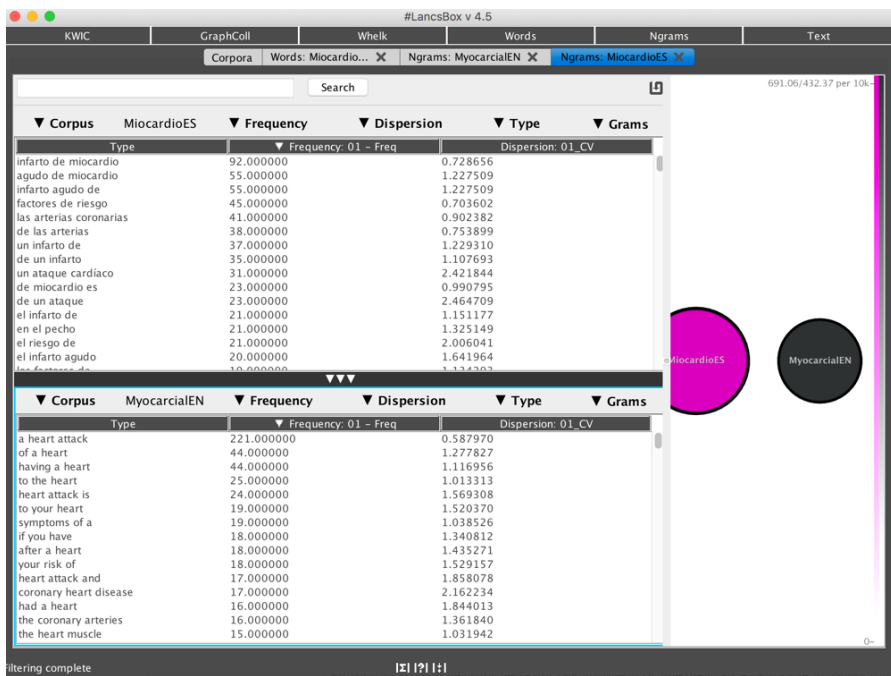 #LancsBox v 4.5
KWIC GraphColl Whelk Words Ngrams Text
Corpora Words: Miocardio... ✕ Ngrams: MyocarcialEN ✕ Ngrams: MiocardioES ✕
Search
691.06/432.37 per 10k
▼ Corpus MiocardioES ▼ Frequency ▼ Dispersion ▼ Type ▼ Grams
Type ▼ Frequency: 01 - Freq Dispersion: 01_CV
infarto de miocardio 92.000000 0.728656
agudo de miocardio 55.000000 1.227509
infarto agudo de 55.000000 1.227509
factores de riesgo 45.000000 0.703602
las arterias coronarias 41.000000 0.902382
de las arterias 38.000000 0.753899
un infarto de 37.000000 1.229310
de un infarto 35.000000 1.107693
un ataque cardíaco 31.000000 2.421844
de miocardio es 23.000000 0.990795
de un ataque 23.000000 2.464709
el infarto de 21.000000 1.151177
en el pecho 21.000000 1.325149
el riesgo de 21.000000 2.006041
el infarto agudo 20.000000 1.641964
MiocardioES
MyocarcialEN
▼▼▼
▼ Corpus MyocarcialEN ▼ Frequency ▼ Dispersion ▼ Type ▼ Grams
Type ▼ Frequency: 01 - Freq Dispersion: 01_CV
a heart attack 221.000000 0.587970
of a heart 44.000000 1.277827
having a heart 44.000000 1.116956
to the heart 25.000000 1.013313
heart attack is 24.000000 1.569308
to your heart 19.000000 1.520370
symptoms of a 19.000000 1.038526
if you have 18.000000 1.340812
after a heart 18.000000 1.435271
your risk of 18.000000 1.529157
heart attack and 17.000000 1.858078
coronary heart disease 17.000000 2.162234
had a heart 16.000000 1.844013
the coronary arteries 16.000000 1.361840
the heart muscle 15.000000 1.031942
0
Filtering complete
|Σ| |?| |↕|